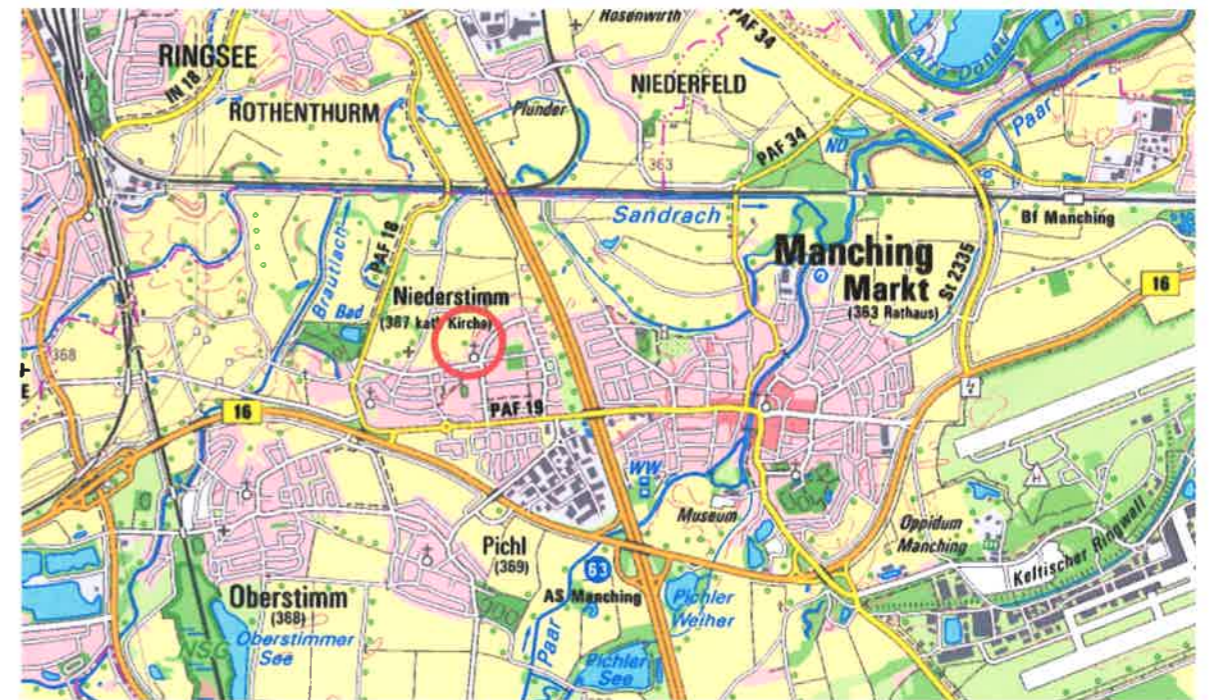 Rosenwirth
PAF 34
Alte Donau
RINGSEE
IN 18
ROTHENTHURM
NIEDERFELD
Plünder
Paar
363
PAF 34
ND
Sandrach
Bf Manching
Brautlach
PAF 18
Manching
Markt
(363 Rathaus)
St 2335
16
Niederstimm
(367 kath Kirche)
Bad
368
E
16
PAF 19
WW
Museum
Oppidum
Manching
Keltischer Ringwall
Pichl
(369)
63
AS Manching
Oberstimm
(368)
Pichler
Weiher
NSG
Oberstimmer
See
Paar
Pichler
See